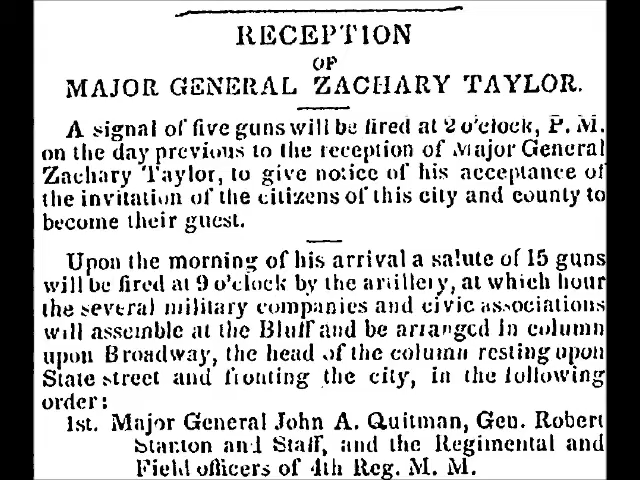 RECEPTION
OF
MAJOR GENERAL ZACHARY TAYLOR.
A signal of five guns will be fired at 2 o'clock, P. M.
on the day previous to the reception of Major General
Zachary Taylor, to give notice of his acceptance of
the invitation of the citizens of this city and county to
become their guest.
Upon the morning of his arrival a salute of 15 guns
will be fired at 9 o'clock by the artillery, at which hour
the several military companies and civic associations
will assemble at the Bluff and be arranged in column
upon Broadway, the head of the column resting upon
State street and fronting the city, in the following
order:
1st. Major General John A. Quitman, Gen. Robert
Stanton and Staff, and the Regimental and
Field officers of 4th Reg. M. M.